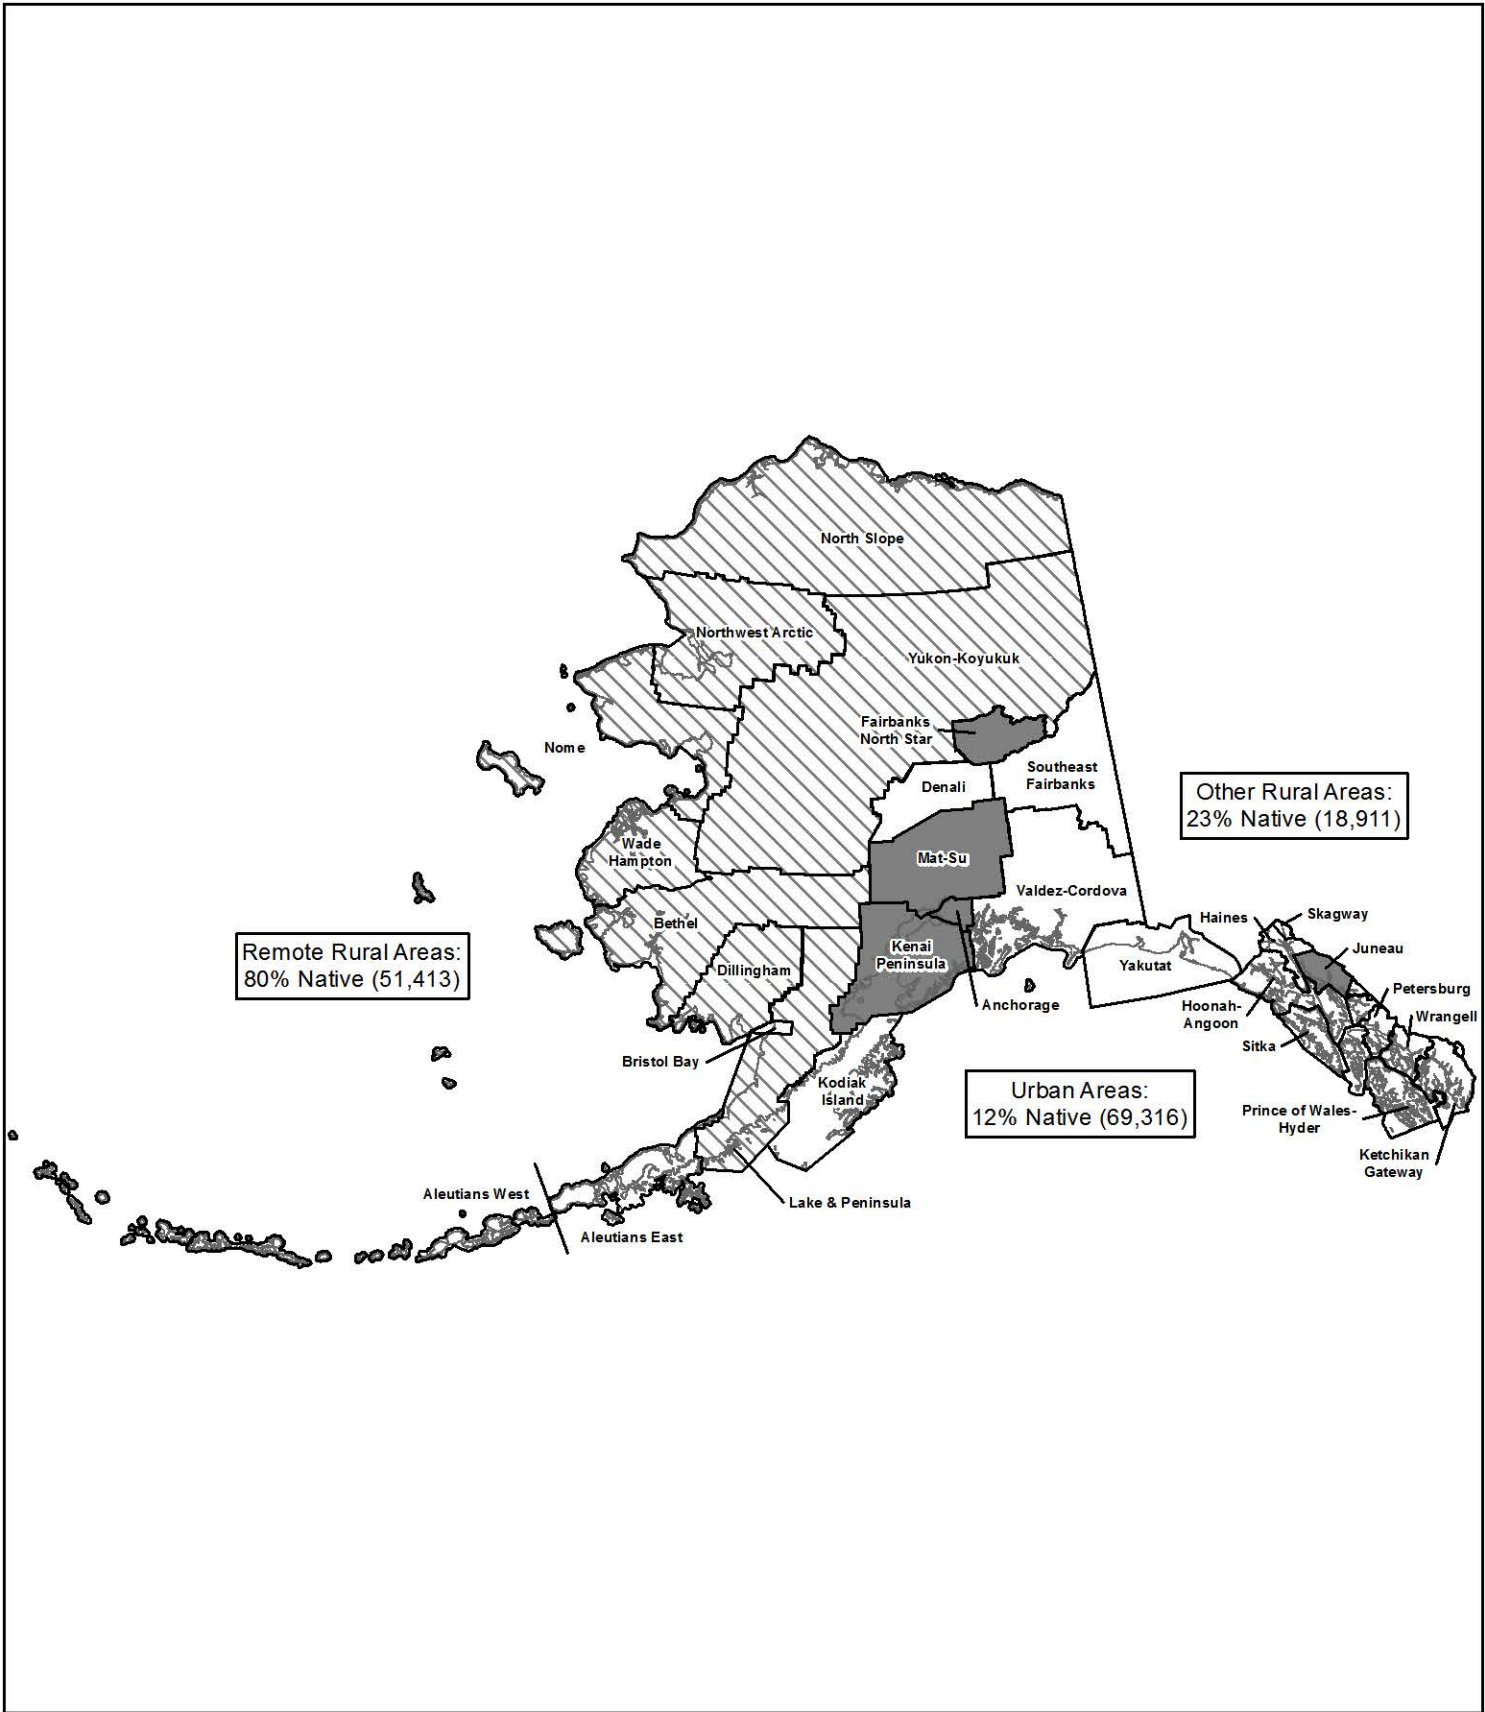 North Slope
Northwest Arctic
Yukon-Koyukuk
Fairbanks
North Star
Nome
Southeast
Fairbanks
Denali
Other Rural Areas:
23% Native (18,911)
Wade
Hampton
Mat-Su
Valdez-Cordova
Bethel
Haines
Skagway
Remote Rural Areas:
80% Native (51,413)
Dillingham
Kenai
Peninsula
Yakutat
Juneau
Petersburg
Anchorage
Hoonah-
Angoon
Wrangell
Sitka
Bristol Bay
Kodiak
Island
Urban Areas:
12% Native (69,316)
Prince of Wales-
Hyder
Ketchikan
Gateway
Aleutians West
Lake & Peninsula
Aleutians East